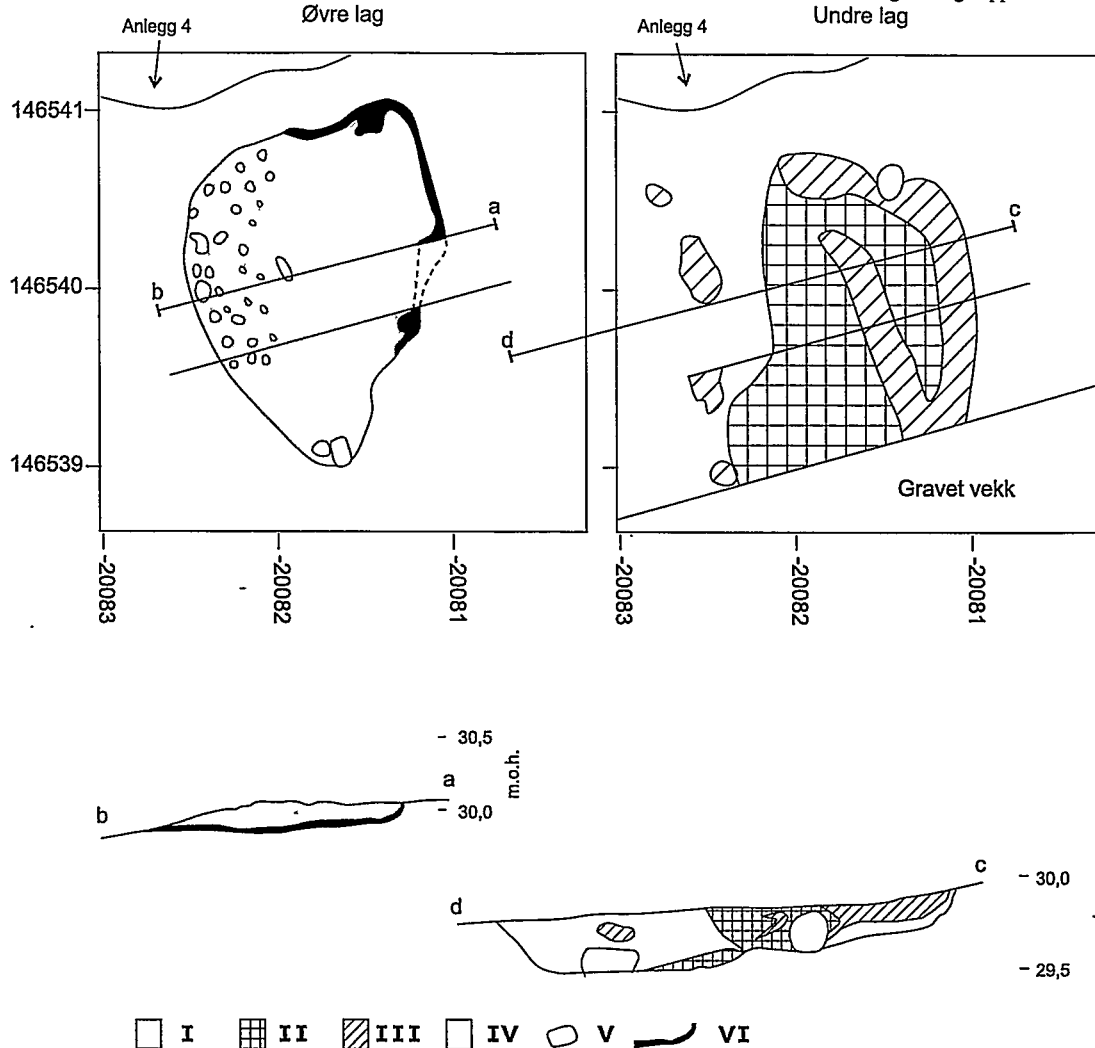 Øvre lag
Undre lag
Anlegg 4
Anlegg 4
146541
146540
146539
a
b
c
d
Gravet vekk
-20083
-20082
-20081
-20083
-20082
-20081
30,5
m.o.h.
a
b
30,0
c
30,0
d
29,5
I II III IV V VI